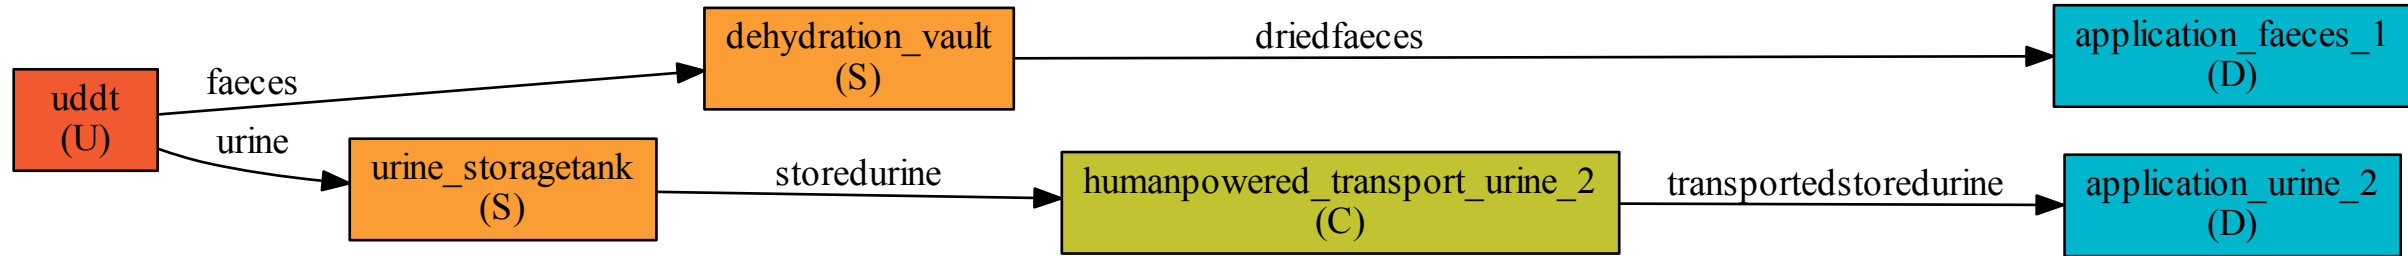 uddt
(U)
faeces
urine
dehydration_vault
(S)
urine_storagetank
(S)
driedfaeces
storedurine
humanpowered_transport_urine_2
(C)
transportedstoredurine
application_faeces_1
(D)
application_urine_2
(D)